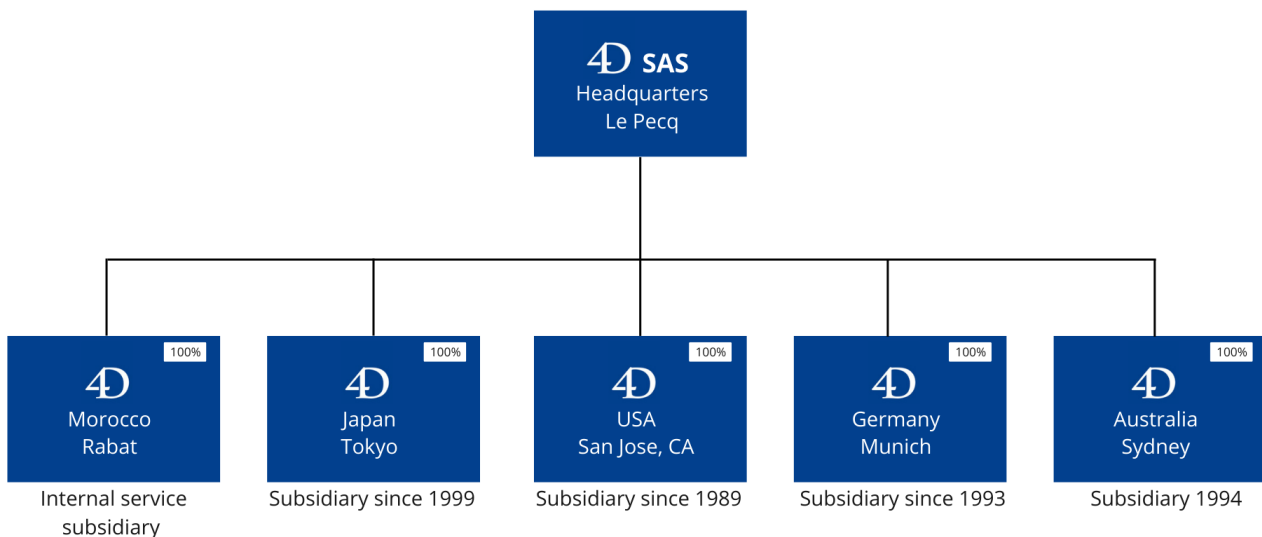 4D SAS
Headquarters
Le Pecq
100%
4D
Morocco
Rabat
Internal service
subsidiary
100%
4D
Japan
Tokyo
Subsidiary since 1999
100%
4D
USA
San Jose, CA
Subsidiary since 1989
100%
4D
Germany
Munich
Subsidiary since 1993
100%
4D
Australia
Sydney
Subsidiary 1994